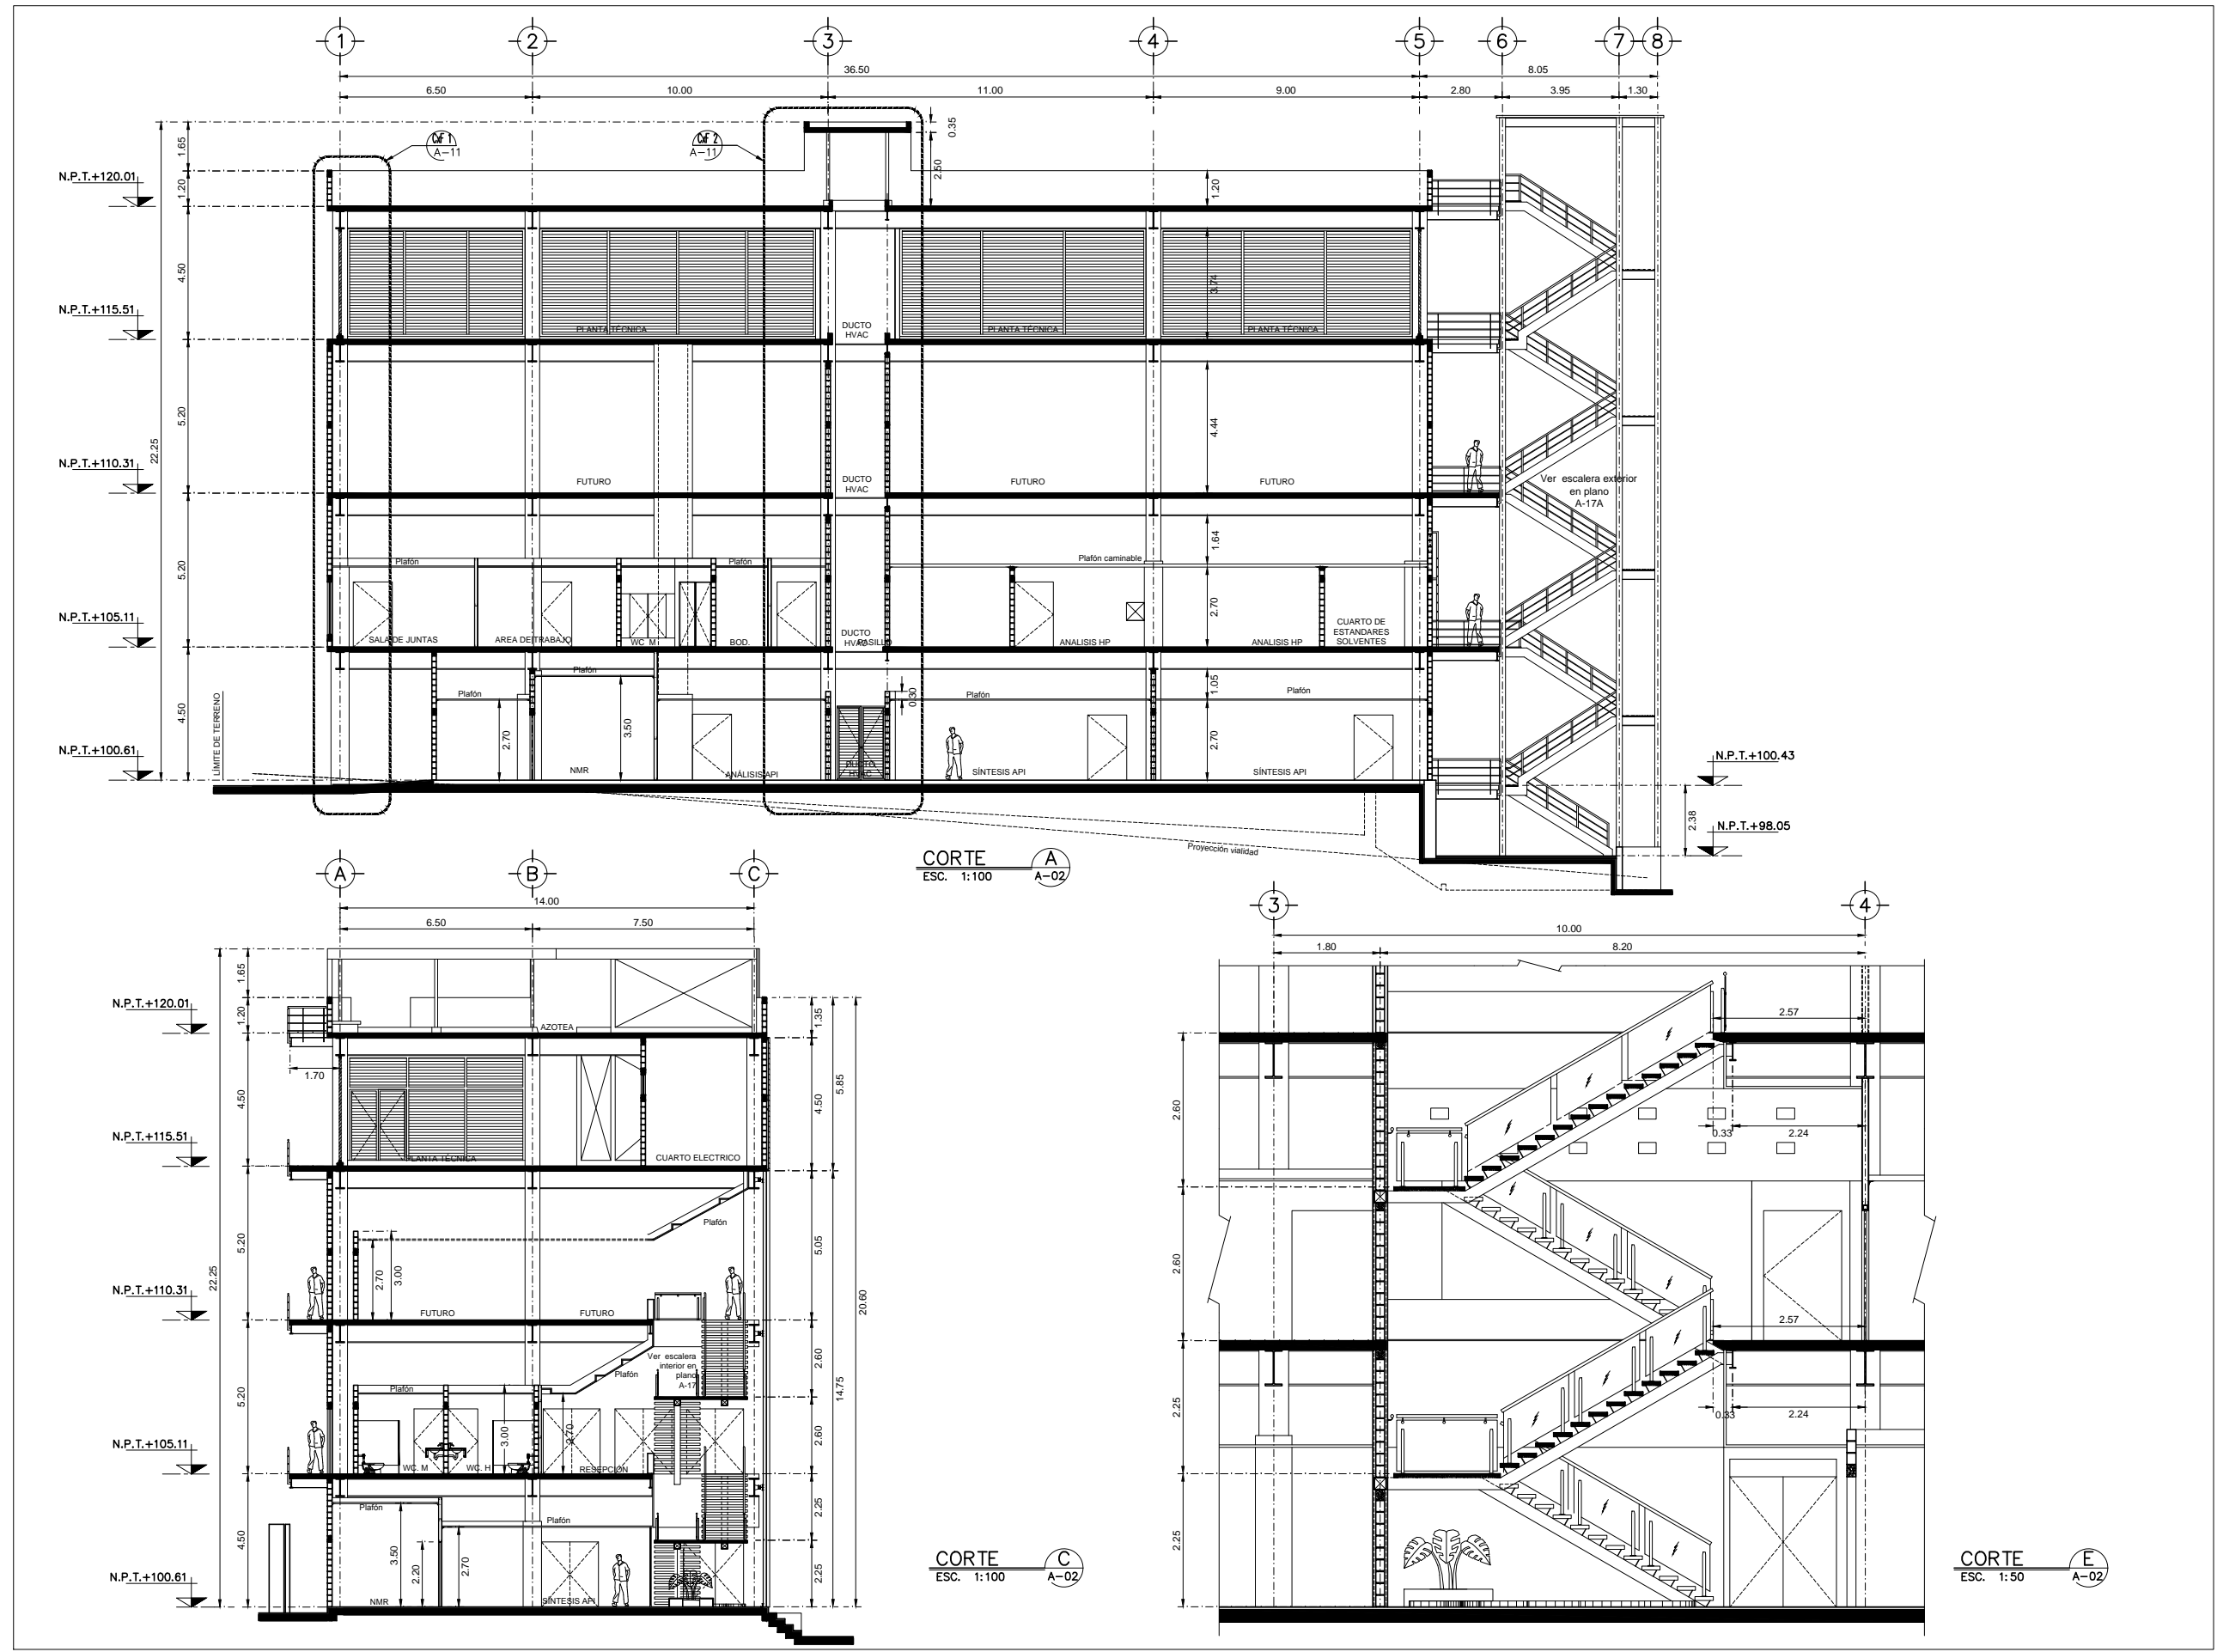 1 2 3 4 5 6 7 8
36.50 8.05
6.50 10.00 11.00 9.00 2.80 3.95 1.30
A-11
A-11
0.35
2.50
1.65
1.20
1.20
N.P.T.+120.01
4.50
3.74
N.P.T.+115.51
PLANTA TÉCNICA
DUCTO
HVAC
PLANTA TÉCNICA
PLANTA TÉCNICA
22.25
5.20
4.44
N.P.T.+110.31
FUTURO
DUCTO
HVAC
FUTURO
FUTURO
Ver escalera exterior
en plano
A-17A
5.20
1.64
Plafón
Plafón
Plafón caminable
2.70
N.P.T.+105.11
SALA DE JUNTAS
AREA DE TRABAJO
WC. M
BOD.
DUCTO
HVAC
PASILLO
ANALISIS HP
ANALISIS HP
CUARTO DE
ESTANDARES
SOLVENTES
LÍMITE DE TERRENO
4.50
Plafón
Plafón
Plafón
Plafón
0.30
1.05
2.70
3.50
2.70
N.P.T.+100.61
NMR
ANÁLISIS API
DUCTO
HVAC
SÍNTESIS API
SÍNTESIS API
N.P.T.+100.43
2.38
N.P.T.+98.05
Proyección vialidad
CORTE A
ESC. 1:100 A-02
A B C
14.00
6.50 7.50
22.25
1.65
1.20
N.P.T.+120.01
AZOTEA
1.35
1.70
4.50
4.50
5.85
N.P.T.+115.51
PLANTA TÉCNICA
CUARTO ELECTRICO
5.20
Plafón
2.70
3.00
5.05
N.P.T.+110.31
FUTURO
FUTURO
20.60
5.20
Ver escalera
interior en
plano
A-17
Plafón
Plafón
3.00
2.70
2.60
14.75
2.60
N.P.T.+105.11
WC. M
WC. H
RESEPCIÓN
4.50
Plafón
Plafón
3.50
2.20
2.70
2.25
2.25
N.P.T.+100.61
NMR
SÍNTESIS API
CORTE C
ESC. 1:100 A-02
3 4
10.00
1.80 8.20
2.57
2.60
0.33 2.24
2.60
2.57
2.25
0.33 2.24
2.25
CORTE E
ESC. 1:50 A-02